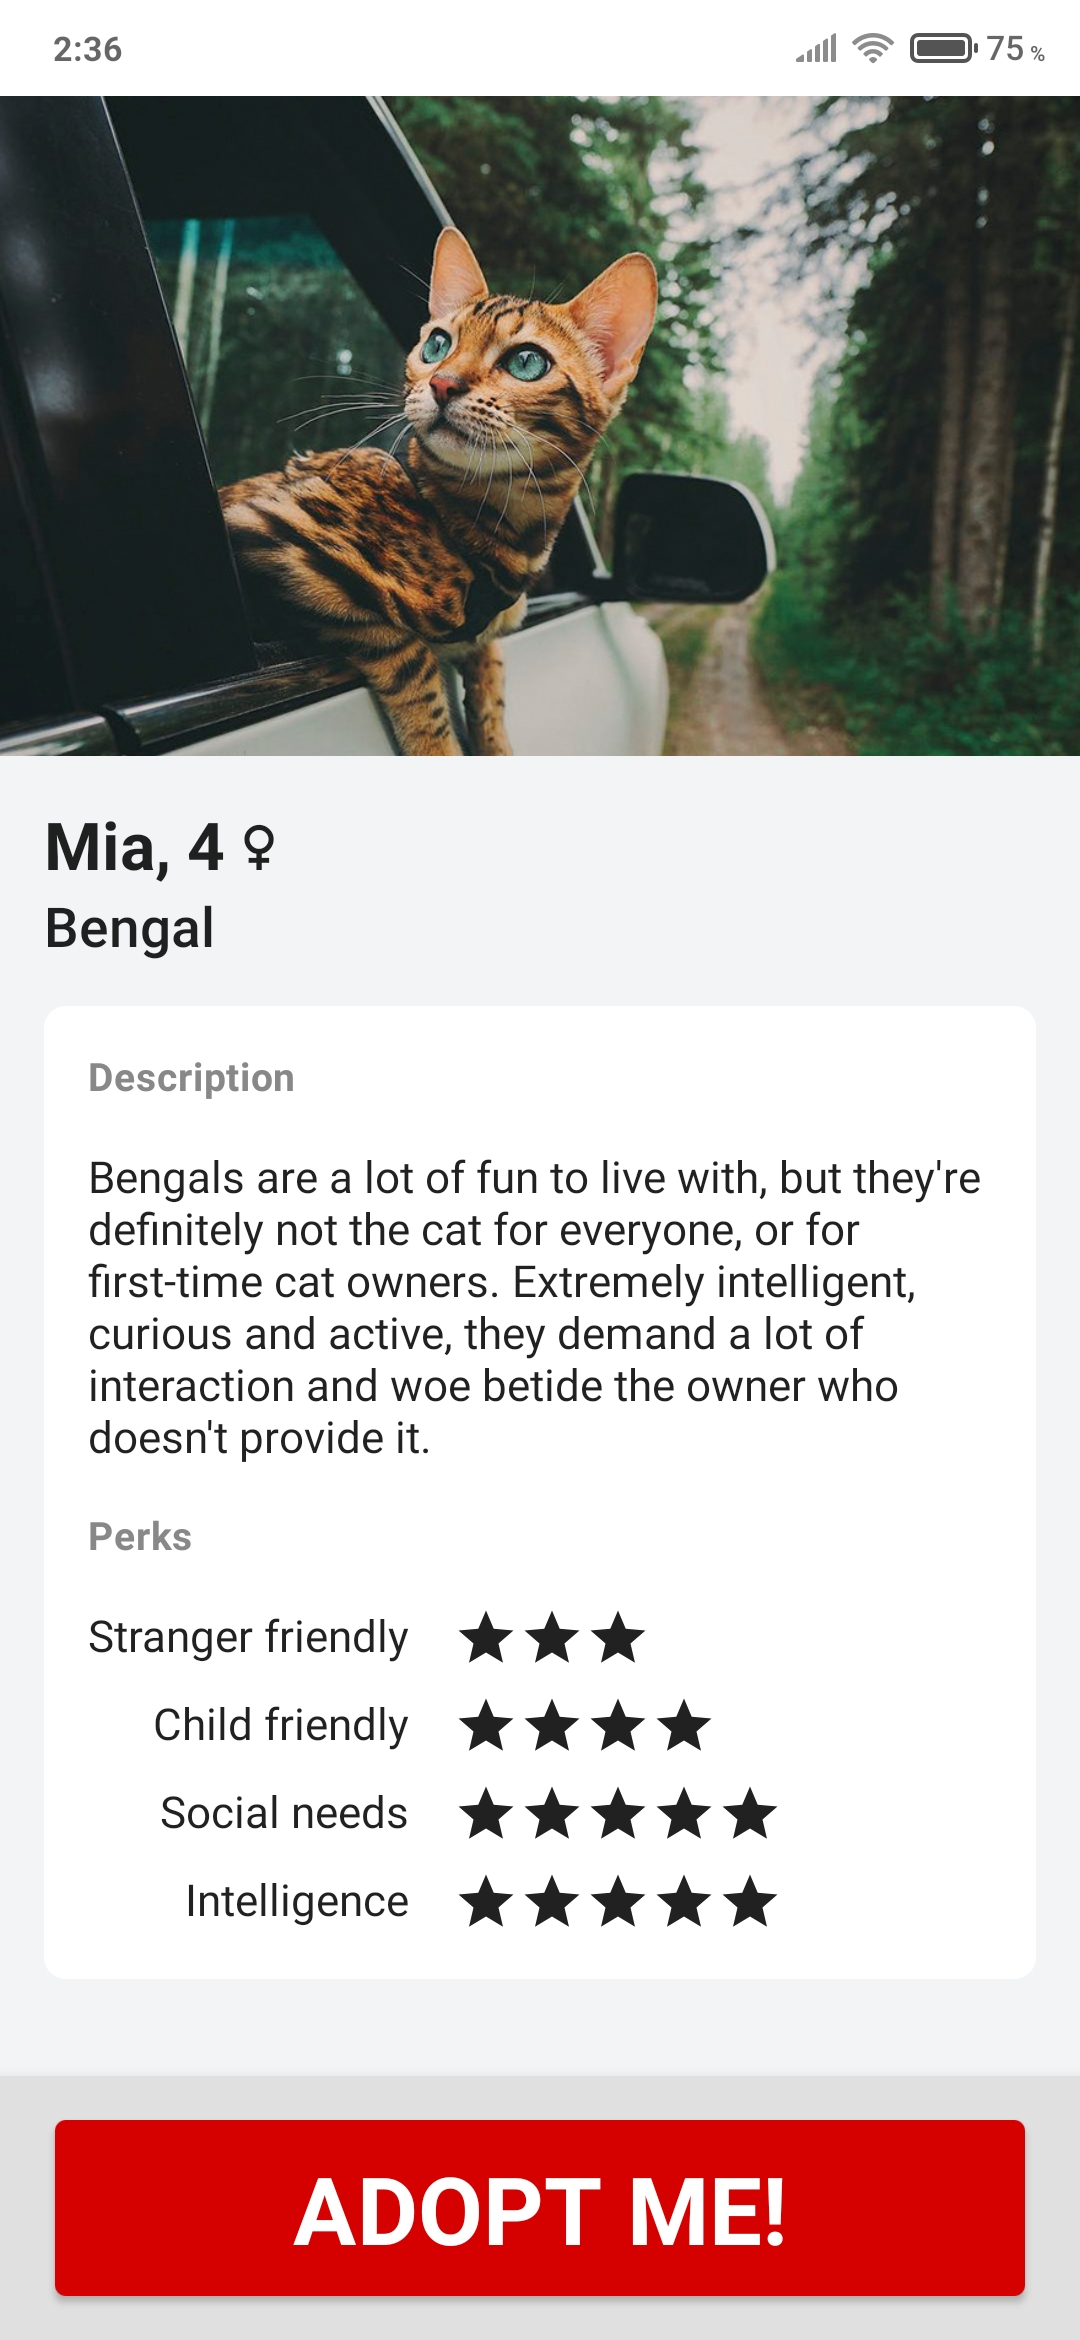 2:36
75 %
Mia, 4 ♀
Bengal
Description
Bengals are a lot of fun to live with, but they're
definitely not the cat for everyone, or for
first-time cat owners. Extremely intelligent,
curious and active, they demand a lot of
interaction and woe betide the owner who
doesn't provide it.
Perks
Stranger friendly ★★★
Child friendly ★★★★
Social needs ★★★★★
Intelligence ★★★★★
ADOPT ME!